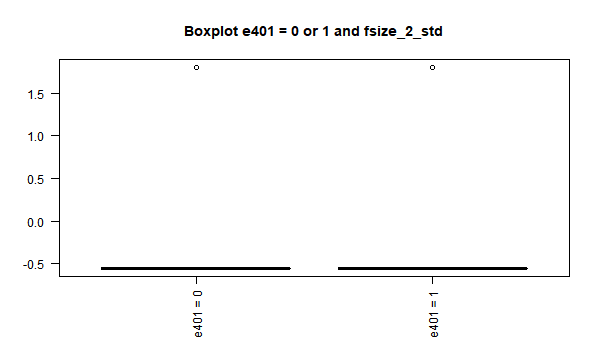 Boxplot e401 = 0 or 1 and fsize_2_std
1.5
1.0
0.5
0.0
-0.5
e401 = 0
e401 = 1